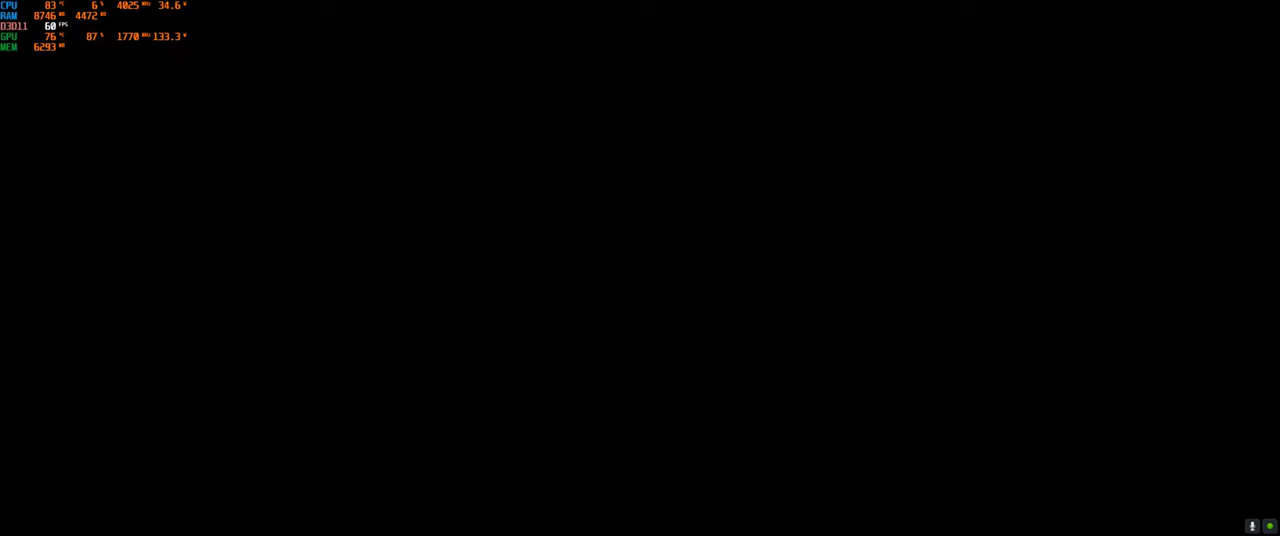 CPU 83 °C 6 % 4025 MHz 34.6 W
RAM 8746 MB 4472 MB
D3D11 60 FPS
GPU 76 °C 87 % 1770 MHz 133.3 W
MEM 6293 MB